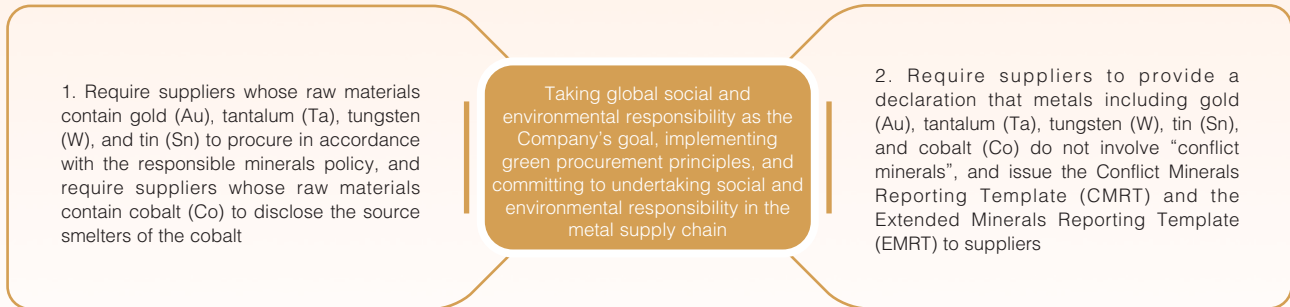 1. Require suppliers whose raw materials
contain gold (Au), tantalum (Ta), tungsten
(W), and tin (Sn) to procure in accordance
with the responsible minerals policy, and
require suppliers whose raw materials
contain cobalt (Co) to disclose the source
smelters of the cobalt
Taking global social and
environmental responsibility as the
Company's goal, implementing
green procurement principles, and
committing to undertaking social and
environmental responsibility in the
metal supply chain
2. Require suppliers to provide a
declaration that metals including gold
(Au), tantalum (Ta), tungsten (W), tin (Sn),
and cobalt (Co) do not involve “conflict
minerals”, and issue the Conflict Minerals
Reporting Template (CMRT) and the
Extended Minerals Reporting Template
(EMRT) to suppliers